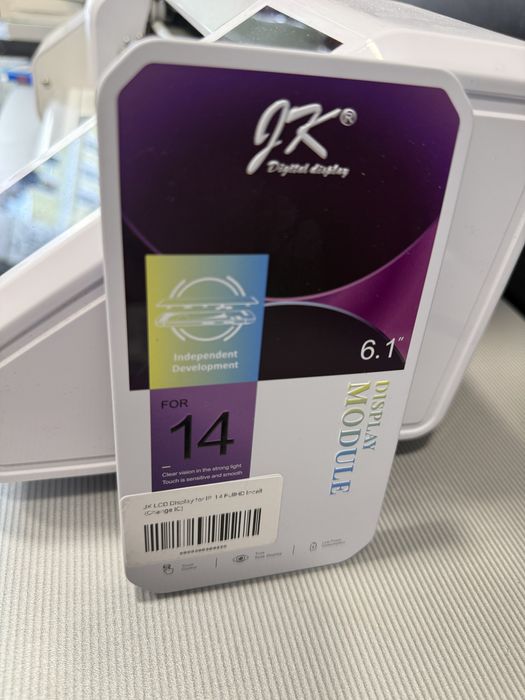 JK®
Digital display
Independent
Development
6.1"
FOR
14
DISPLAY
MODULE
Clear vision in the strong light
Touch is sensitive and smooth
JK LCD Display for IP 14 FullHD Incell
(Change IC)